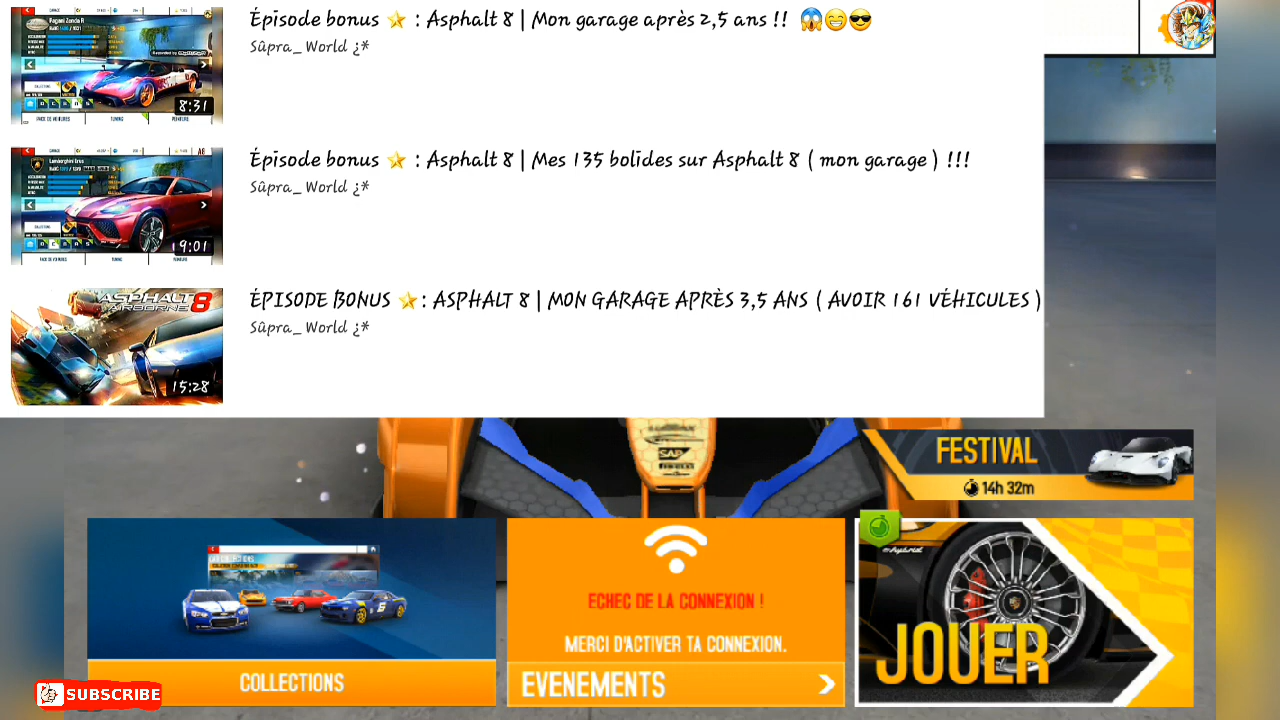 Épisode bonus ⭐ : Asphalt 8 | Mon garage après 2,5 ans !! 😱😁😎
Sûpra_World ¿*
8:31
Épisode bonus ⭐ : Asphalt 8 | Mes 135 bolides sur Asphalt 8 ( mon garage ) !!!
Sûpra_World ¿*
19:01
ÉPISODE BONUS ⭐: ASPHALT 8 | MON GARAGE APRÈS 3,5 ANS ( AVOIR 161 VÉHICULES )
Sûpra_World ¿*
ASPHALT 8
AIRBORNE
15:28
SAP
FESTIVAL
14h 32m
ECHEC DE LA CONNEXION !
MERCI D'ACTIVER TA CONNEXION.
COLLECTIONS
EVENEMENTS
JOUER
SUBSCRIBE